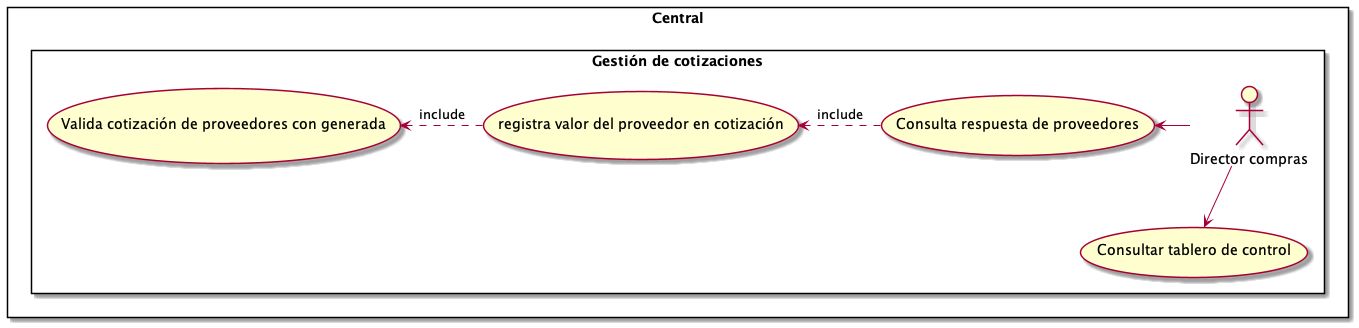 Central
Gestión de cotizaciones
Valida cotización de proveedores con generada
include
registra valor del proveedor en cotización
include
Consulta respuesta de proveedores
Director compras
Consultar tablero de control